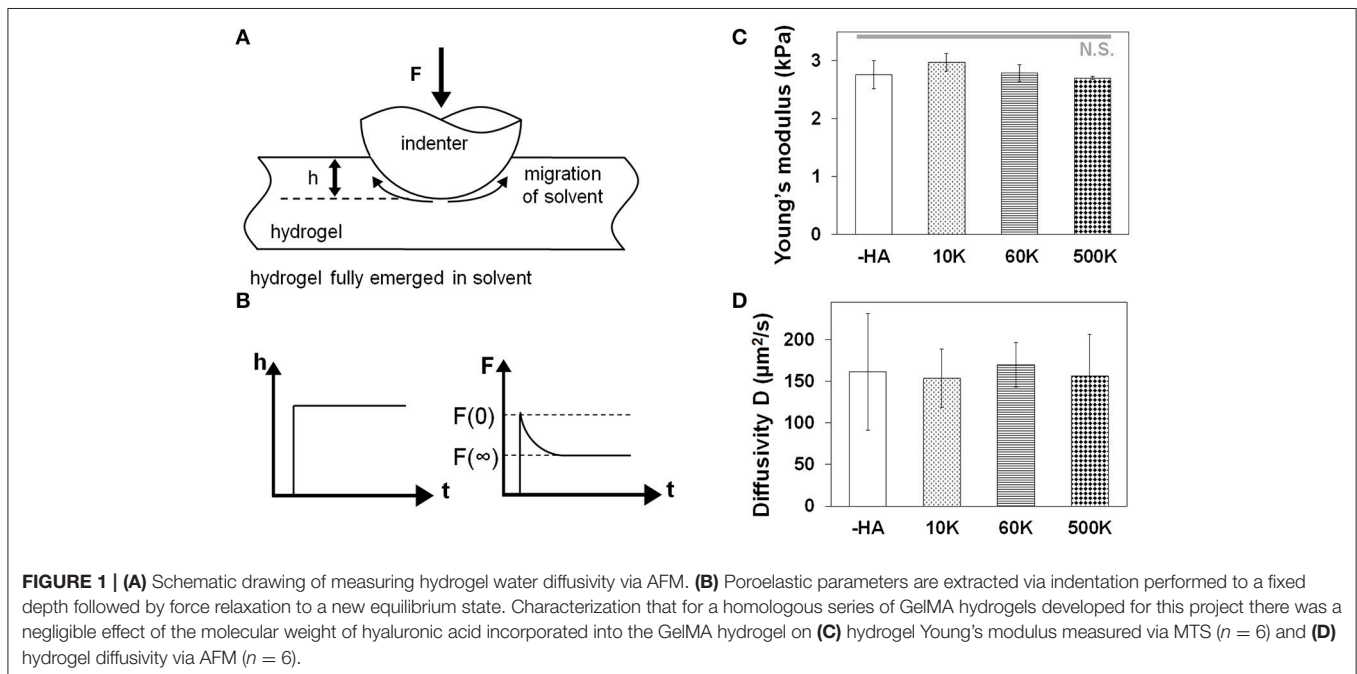 A
F
indenter
h
migration
of solvent
hydrogel
hydrogel fully emerged in solvent
B
h
t
F
F(0)
F(∞)
t
C
Young's modulus (kPa)
N.S.
3
2
1
0
-HA 10K 60K 500K
D
Diffusivity D (µm²/s)
200
150
100
50
0
-HA 10K 60K 500K
FIGURE 1 | (A) Schematic drawing of measuring hydrogel water diffusivity via AFM. (B) Poroelastic parameters are extracted via indentation performed to a fixed
depth followed by force relaxation to a new equilibrium state. Characterization that for a homologous series of GelMA hydrogels developed for this project there was a
negligible effect of the molecular weight of hyaluronic acid incorporated into the GelMA hydrogel on (C) hydrogel Young's modulus measured via MTS (n = 6) and (D)
hydrogel diffusivity via AFM (n = 6).